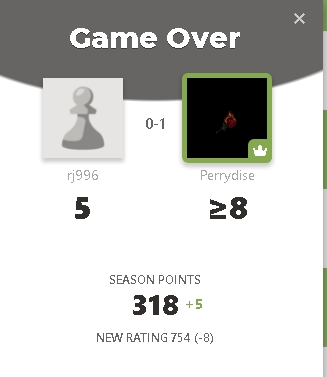 Game Over
0-1
rj996 Perrydise
5 ≥8
SEASON POINTS
318 +5
NEW RATING 754 (-8)